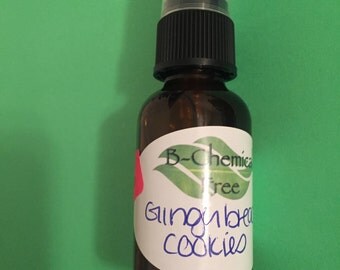 B-Chemical
Free
Gingerbread
Cookies